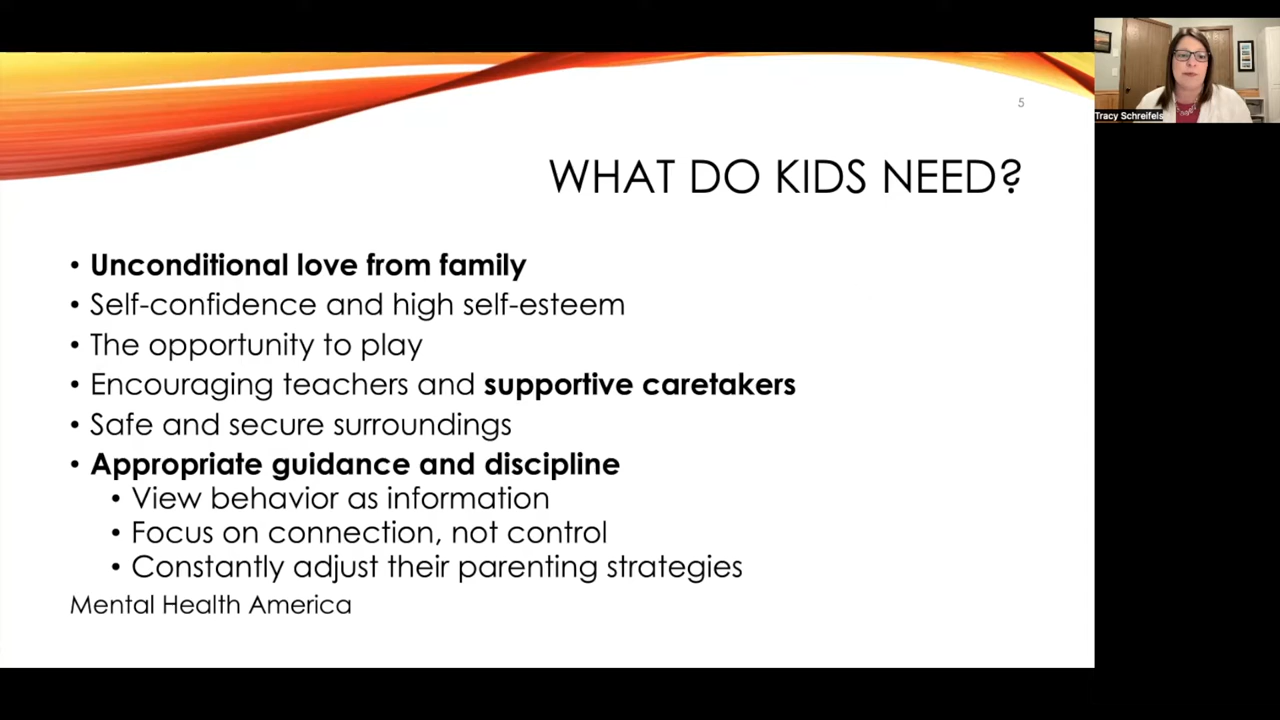 5
Tracy Schreifels
WHAT DO KIDS NEED?
• Unconditional love from family
• Self-confidence and high self-esteem
• The opportunity to play
• Encouraging teachers and supportive caretakers
• Safe and secure surroundings
• Appropriate guidance and discipline
• View behavior as information
• Focus on connection, not control
• Constantly adjust their parenting strategies
Mental Health America